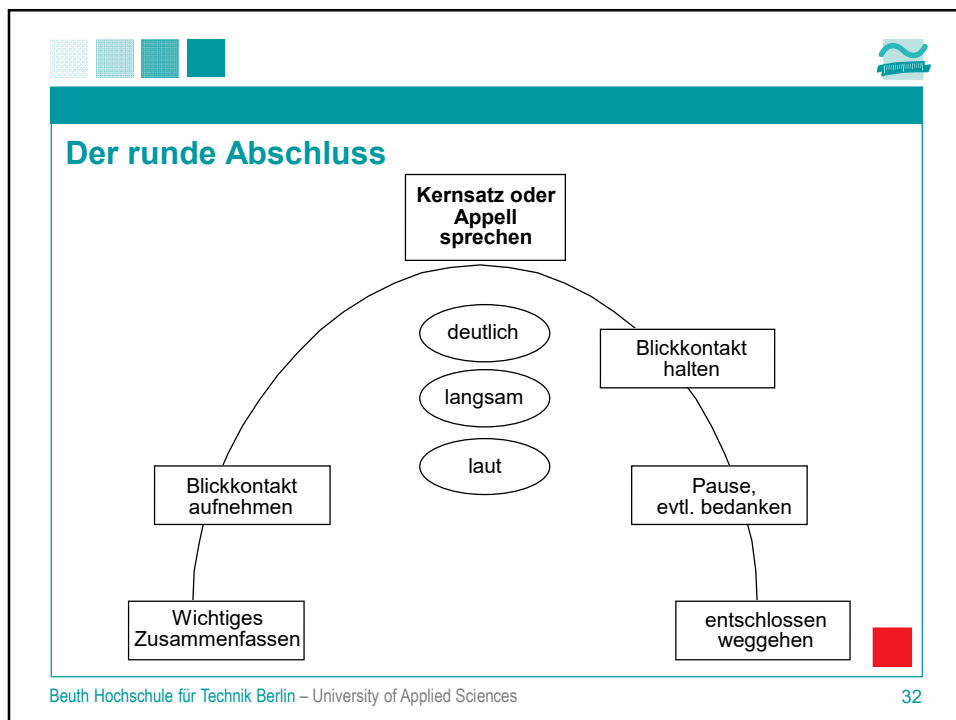 Der runde Abschluss
Kernsatz oder
Appell
sprechen
deutlich
langsam
laut
Blickkontakt
halten
Blickkontakt
aufnehmen
Pause,
evtl. bedanken
Wichtiges
Zusammenfassen
entschlossen
weggehen
Beuth Hochschule für Technik Berlin – University of Applied Sciences
32